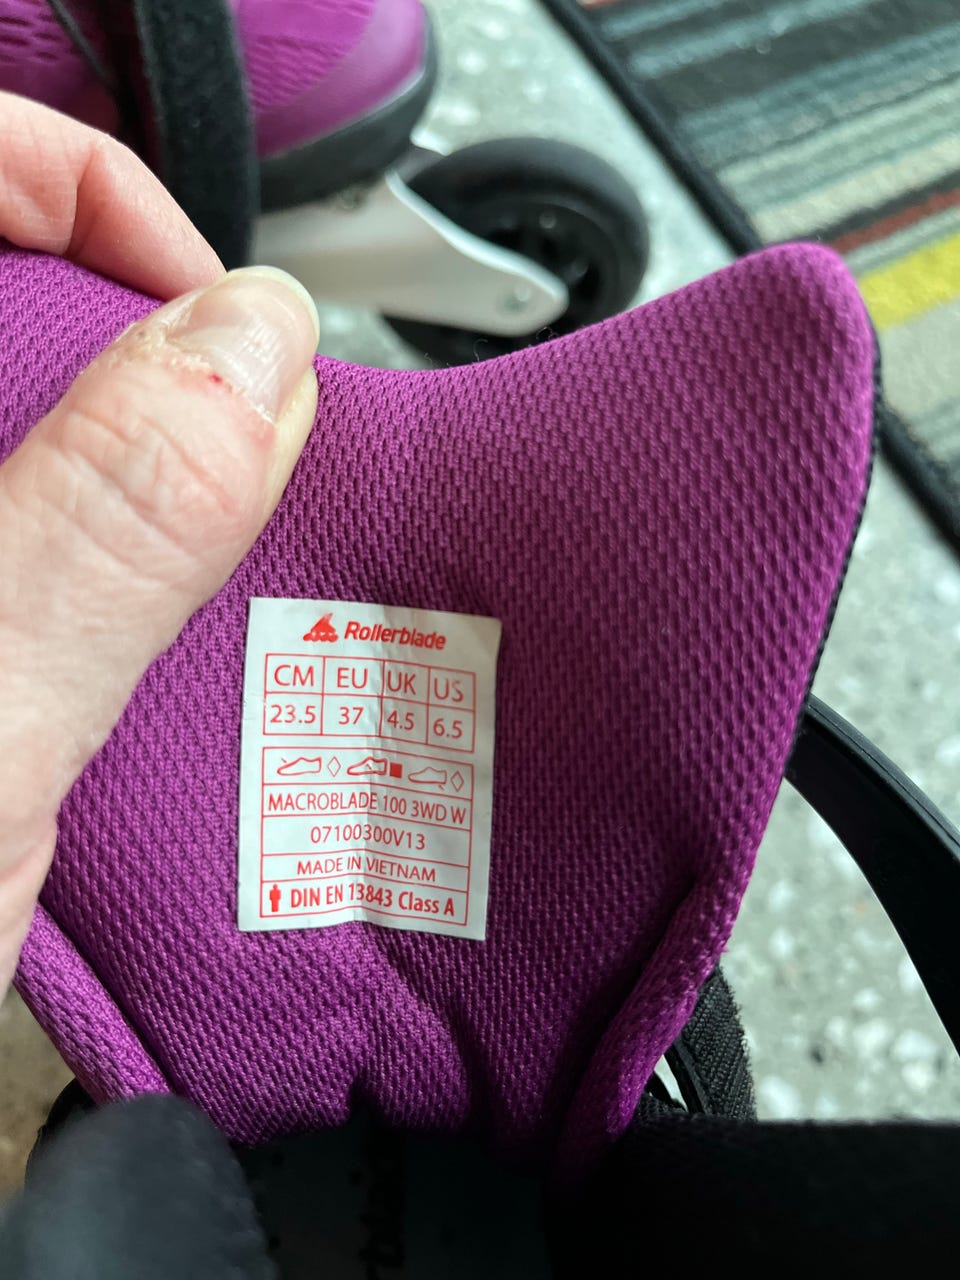 Rollerblade
CM EU UK US
23.5 37 4.5 6.5
MACROBLADE 100 3WD W
07100300V13
MADE IN VIETNAM
DIN EN 13843 Class A